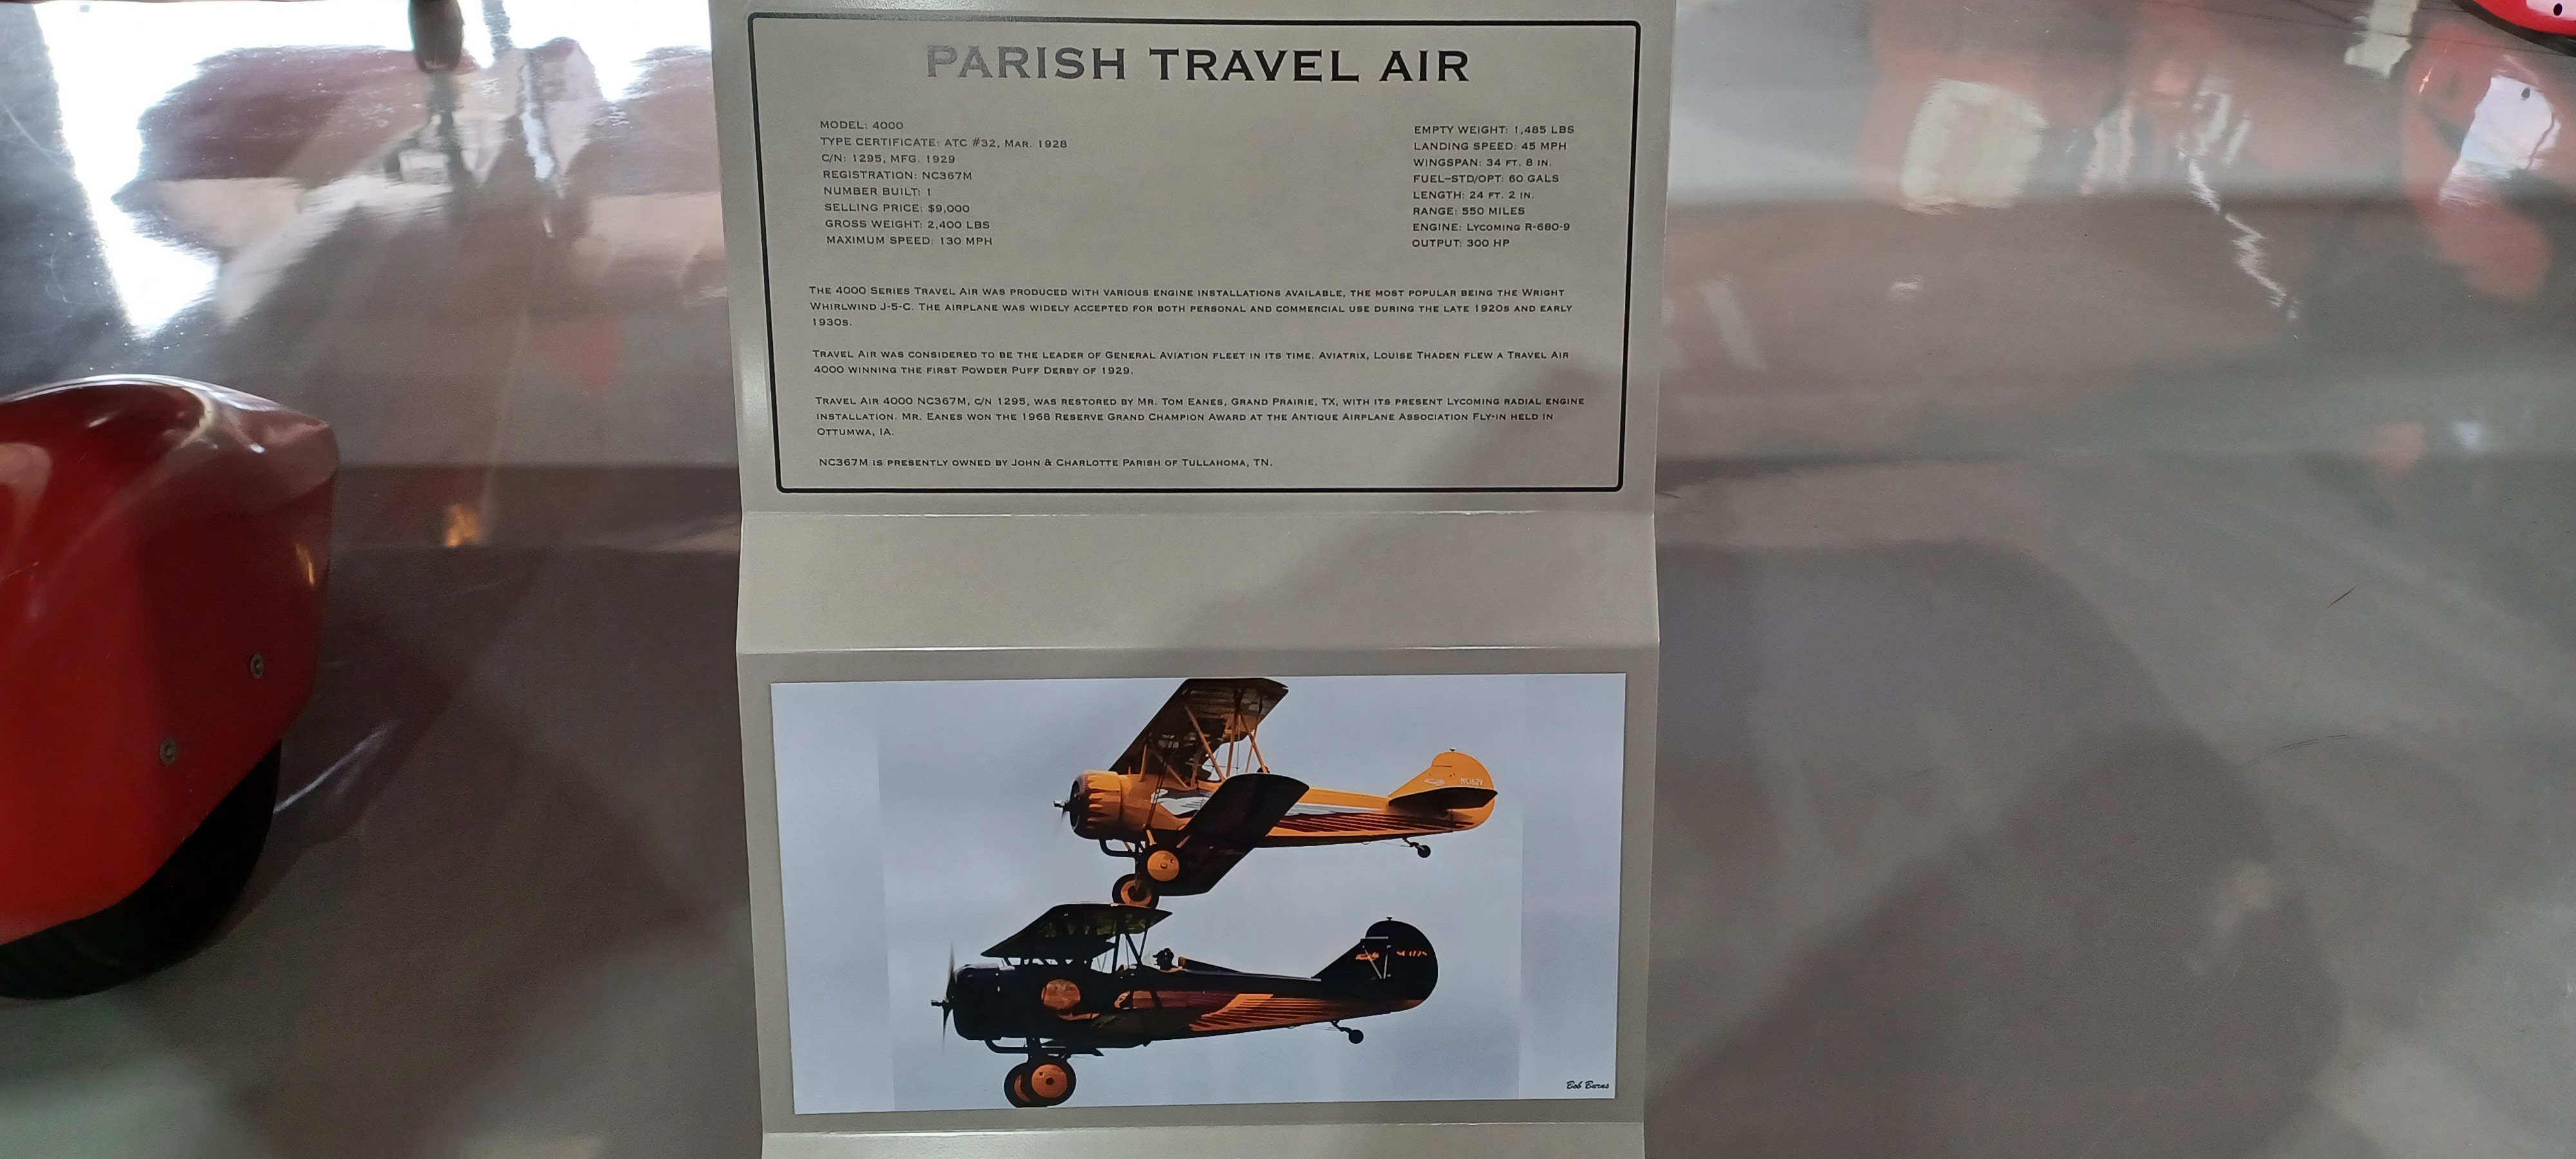 PARISH TRAVEL AIR
MODEL: 4000
TYPE CERTIFICATE: ATC #32, MAR. 1928
C/N: 1295, MFG. 1929
REGISTRATION: NC367M
NUMBER BUILT: 1
SELLING PRICE: $9,000
GROSS WEIGHT: 2,400 LBS
MAXIMUM SPEED: 130 MPH
EMPTY WEIGHT: 1,485 LBS
LANDING SPEED: 45 MPH
WINGSPAN: 34 FT. 8 IN.
FUEL–STD/OPT: 60 GALS
LENGTH: 24 FT. 2 IN.
RANGE: 550 MILES
ENGINE: LYCOMING R-680-9
OUTPUT: 300 HP
THE 4000 SERIES TRAVEL AIR WAS PRODUCED WITH VARIOUS ENGINE INSTALLATIONS AVAILABLE, THE MOST POPULAR BEING THE WRIGHT
WHIRLWIND J-5-C. THE AIRPLANE WAS WIDELY ACCEPTED FOR BOTH PERSONAL AND COMMERCIAL USE DURING THE LATE 1920S AND EARLY
1930S.
TRAVEL AIR WAS CONSIDERED TO BE THE LEADER OF GENERAL AVIATION FLEET IN ITS TIME. AVIATRIX, LOUISE THADEN FLEW A TRAVEL AIR
4000 WINNING THE FIRST POWDER PUFF DERBY OF 1929.
TRAVEL AIR 4000 NC367M, C/N 1295, WAS RESTORED BY MR. TOM EANES, GRAND PRAIRIE, TX, WITH ITS PRESENT LYCOMING RADIAL ENGINE
INSTALLATION. MR. EANES WON THE 1968 RESERVE GRAND CHAMPION AWARD AT THE ANTIQUE AIRPLANE ASSOCIATION FLY-IN HELD IN
OTTUMWA, IA.
NC367M IS PRESENTLY OWNED BY JOHN & CHARLOTTE PARISH OF TULLAHOMA, TN.
Bob Burns